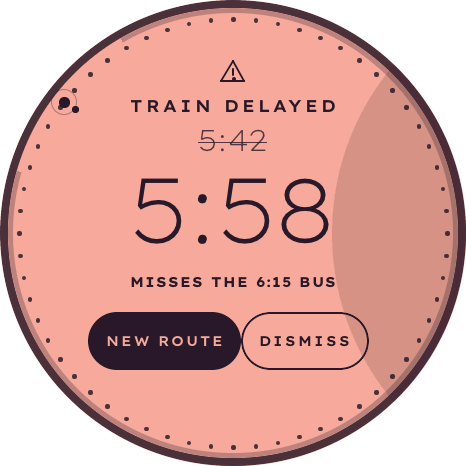 TRAIN DELAYED
5:42
5:58
MISSES THE 6:15 BUS
NEW ROUTE DISMISS